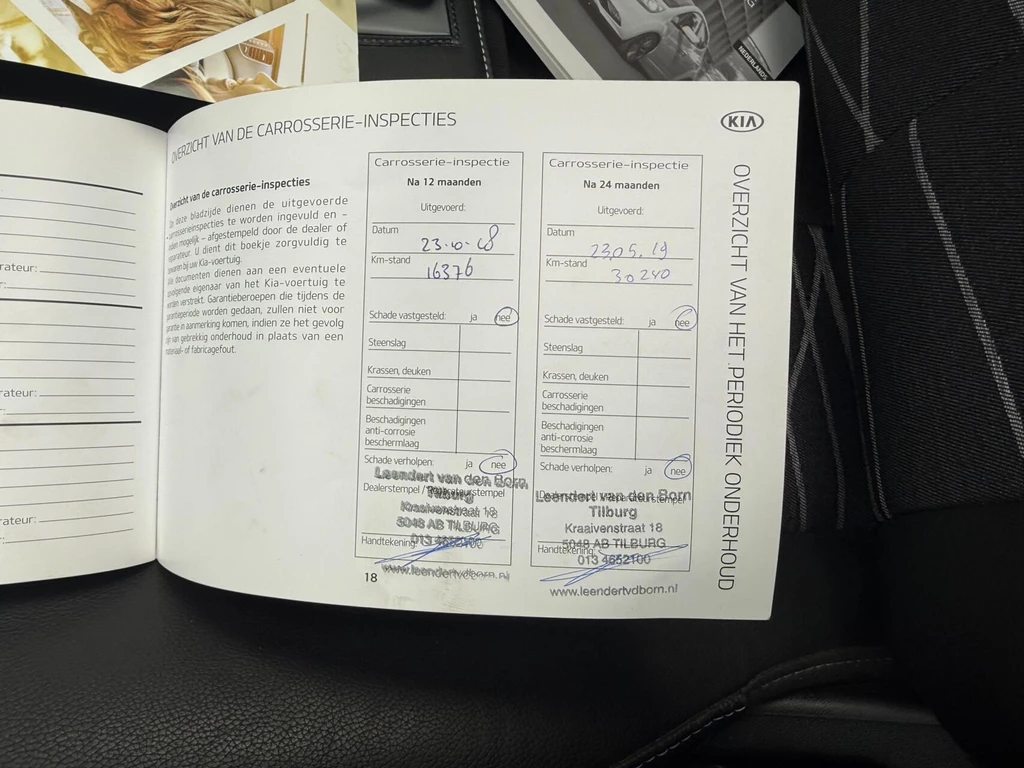 NEDERLANDS
KIA
OVERZICHT VAN DE CARROSSERIE-INSPECTIES
Overzicht van de carrosserie-inspecties
deze bladzijde dienen de uitgevoerde
carrosserieinspecties te worden ingevuld en –
mogelijk – afgestempeld door de dealer of
reparateur. U dient dit boekje zorgvuldig te
bewaren bij uw Kia-voertuig.
documenten dienen aan een eventuele
volgende eigenaar van het Kia-voertuig te
worden verstrekt. Garantieberoepen die tijdens de
garantieperiode worden gedaan, zullen niet voor
garantie in aanmerking komen, indien ze het gevolg
zijn van gebrekkig onderhoud in plaats van een
materiaal- of fabricagefout.
Carrosserie-inspectie
Na 12 maanden
Uitgevoerd:
Datum
23-10-18
Km-stand
16376
Schade vastgesteld: ja nee
Steenslag
Krassen, deuken
Carrosserie
beschadigingen
Beschadigingen
anti-corrosie
beschermlaag
Schade verholpen: ja nee
Leendert van den Born
Dealerstempel / Reparateurstempel
Tilburg
Kraaivenstraat 18
5048 AB TILBURG
Handtekening:
013 4652100
www.leendertvdborn.nl
18
Carrosserie-inspectie
Na 24 maanden
Uitgevoerd:
Datum
23.05.19
Km-stand
30240
Schade vastgesteld: ja nee
Steenslag
Krassen, deuken
Carrosserie
beschadigingen
Beschadigingen
anti-corrosie
beschermlaag
Schade verholpen: ja nee
Leendert van den Born
Tilburg
Kraaivenstraat 18
5048 AB TILBURG
Handtekening:
013 4652100
www.leendertvdborn.nl
OVERZICHT VAN HET PERIODIEK ONDERHOUD
rateur:
rateur:
rateur: